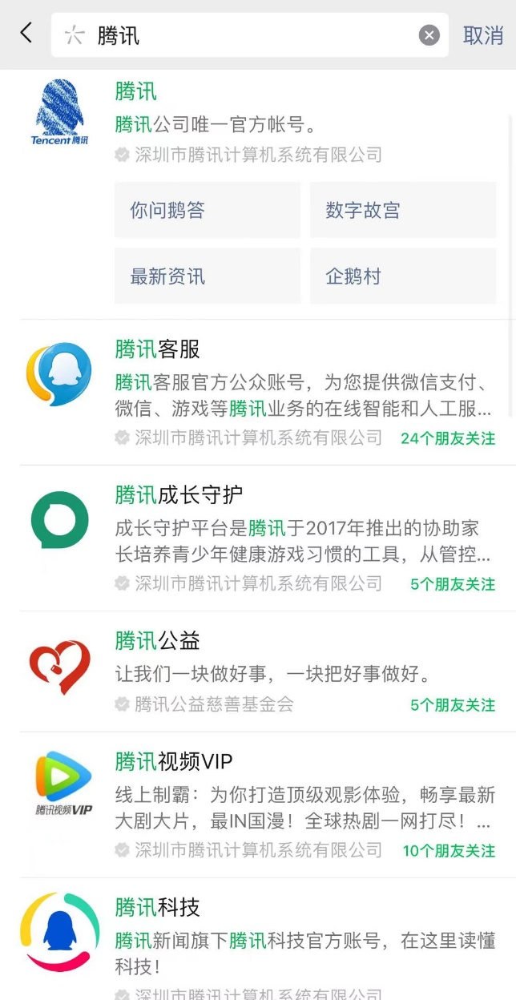 腾讯
取消
腾讯
腾讯公司唯一官方帐号。
Tencent 腾讯
深圳市腾讯计算机系统有限公司
你问鹅答
数字故宫
最新资讯
企鹅村
腾讯客服
腾讯客服官方公众账号，为您提供微信支付、
微信、游戏等腾讯业务的在线智能和人工服...
深圳市腾讯计算机系统有限公司
24个朋友关注
腾讯成长守护
成长守护平台是腾讯于2017年推出的协助家
长培养青少年健康游戏习惯的工具，从管控...
深圳市腾讯计算机系统有限公司
5个朋友关注
腾讯公益
让我们一块做好事，一块把好事做好。
腾讯公益慈善基金会
5个朋友关注
腾讯视频VIP
线上制霸：为你打造顶级观影体验，畅享最新
大剧大片，最IN国漫！全球热剧一网打尽！...
腾讯视频VIP
深圳市腾讯计算机系统有限公司
10个朋友关注
腾讯科技
腾讯新闻旗下腾讯科技官方账号，在这里读懂
科技！
深圳市腾讯计算机系统有限公司